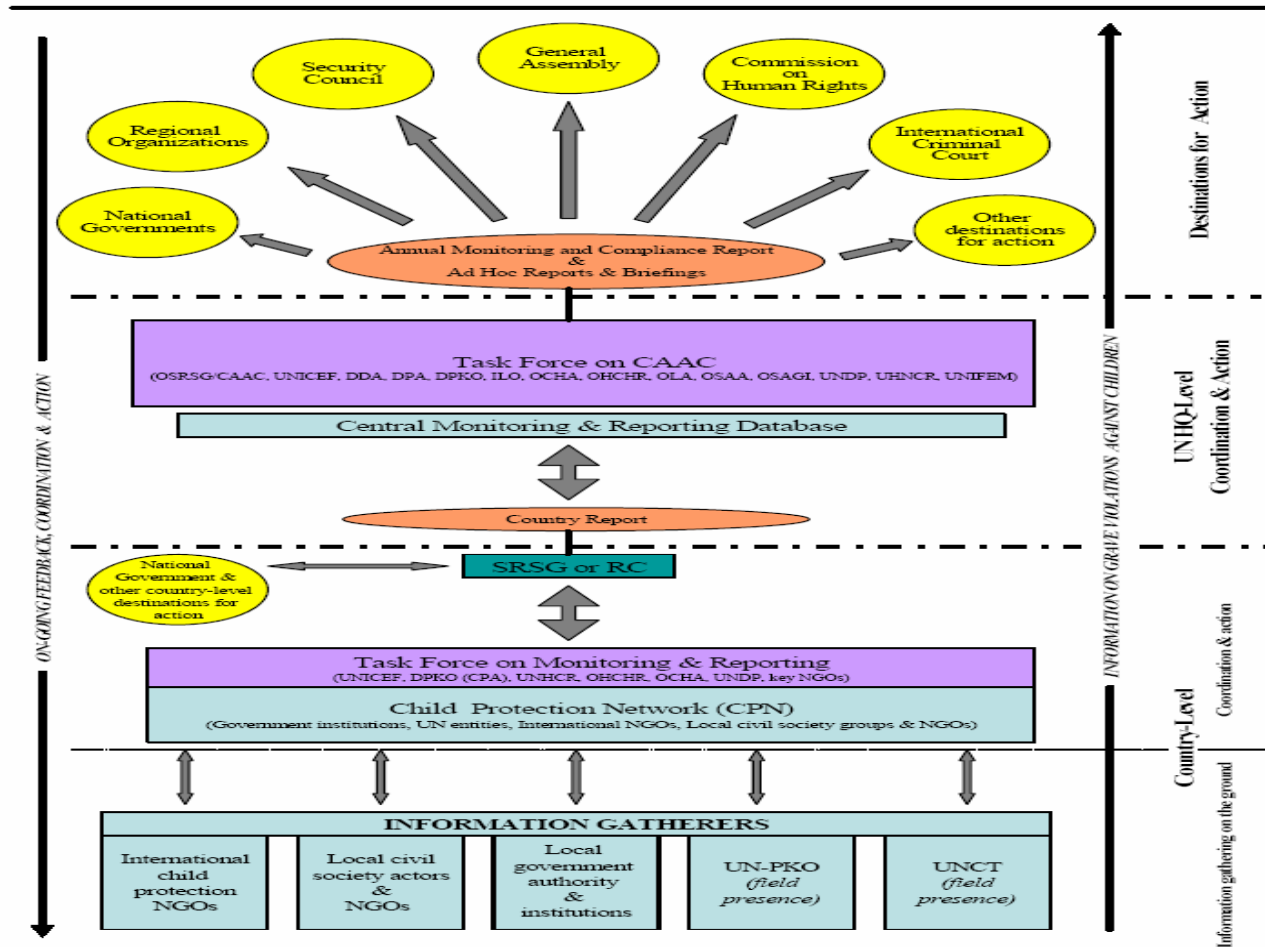 General
Assembly
Security
Council
Commission
on
Human Rights
Regional
Organizations
International
Criminal
Court
National
Governments
Other
destinations
for action
Annual Monitoring and Compliance Report
&
Ad Hoc Reports & Briefings
Destinations for Action
Task Force on CAAC
(OSRSG/CAAC, UNICEF, DDA, DPA, DPKO, ILO, OCHA, OHCHR, OLA, OSAA, OSAGI, UNDP, UHNCR, UNIFEM)
Central Monitoring & Reporting Database
Country Report
UNHQ-Level
Coordination & Action
ON-GOING FEEDBACK, COORDINATION & ACTION
INFORMATION ON GRAVE VIOLATIONS AGAINST CHILDREN
National
Government &
other country-level
destinations for
action
SRSG or RC
Task Force on Monitoring & Reporting
(UNICEF, DPKO (CPA), UNHCR, OHCHR, OCHA, UNDP, key NGOs)
Child Protection Network (CPN)
(Government institutions, UN entities, International NGOs, Local civil society groups & NGOs)
Country-Level
Coordination & action
INFORMATION GATHERERS
International
child
protection
NGOs
Local civil
society actors
&
NGOs
Local
government
authority
&
institutions
UN-PKO
(field
presence)
UNCT
(field
presence)
Information gathering on the ground